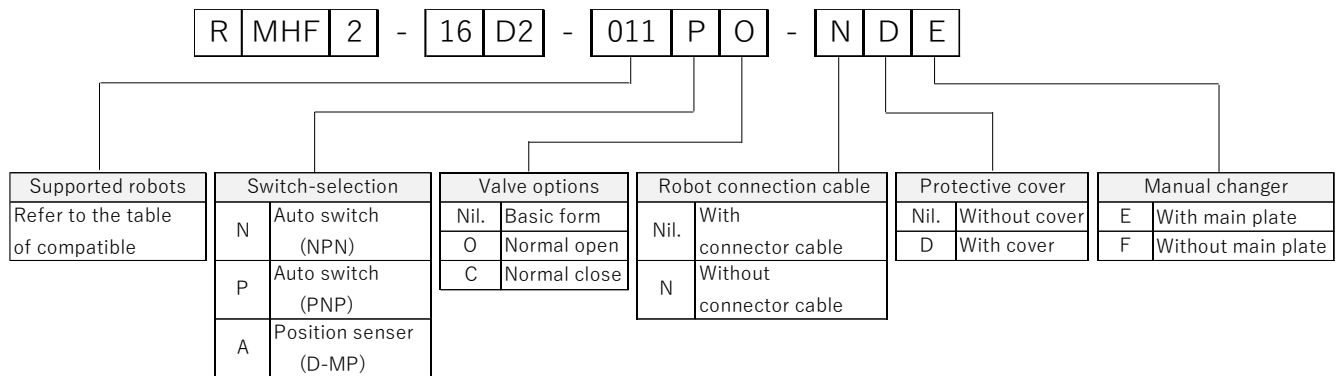 R MHF 2 - 16 D2 - 011 P O - N D E
Supported robots
Refer to the table
of compatible
Switch-selection
N Auto switch
(NPN)
P Auto switch
(PNP)
A Position senser
(D-MP)
Valve options
Nil. Basic form
O Normal open
C Normal close
Robot connection cable
Nil. With
connector cable
N Without
connector cable
Protective cover
Nil. Without cover
D With cover
Manual changer
E With main plate
F Without main plate